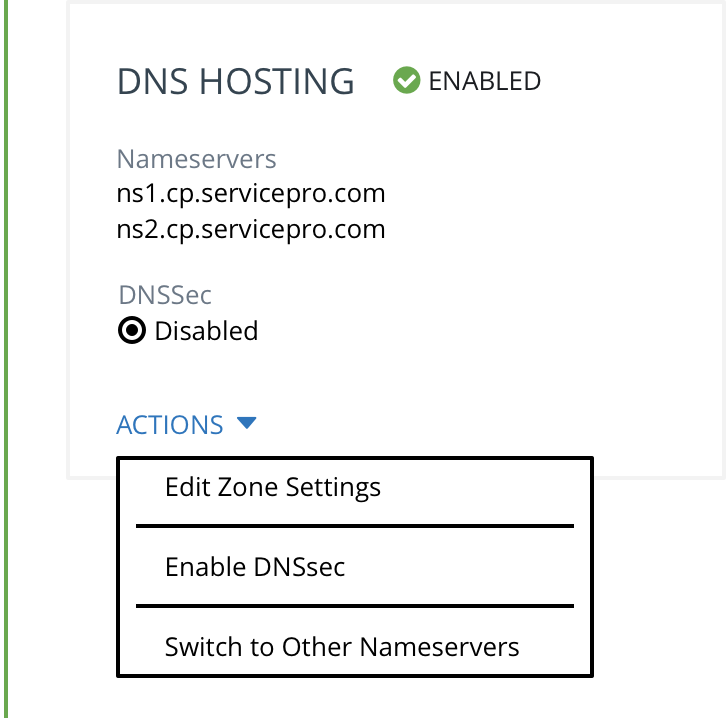 DNS HOSTING ENABLED
Nameservers
ns1.cp.servicepro.com
ns2.cp.servicepro.com
DNSSec
Disabled
ACTIONS
Edit Zone Settings
Enable DNSsec
Switch to Other Nameservers